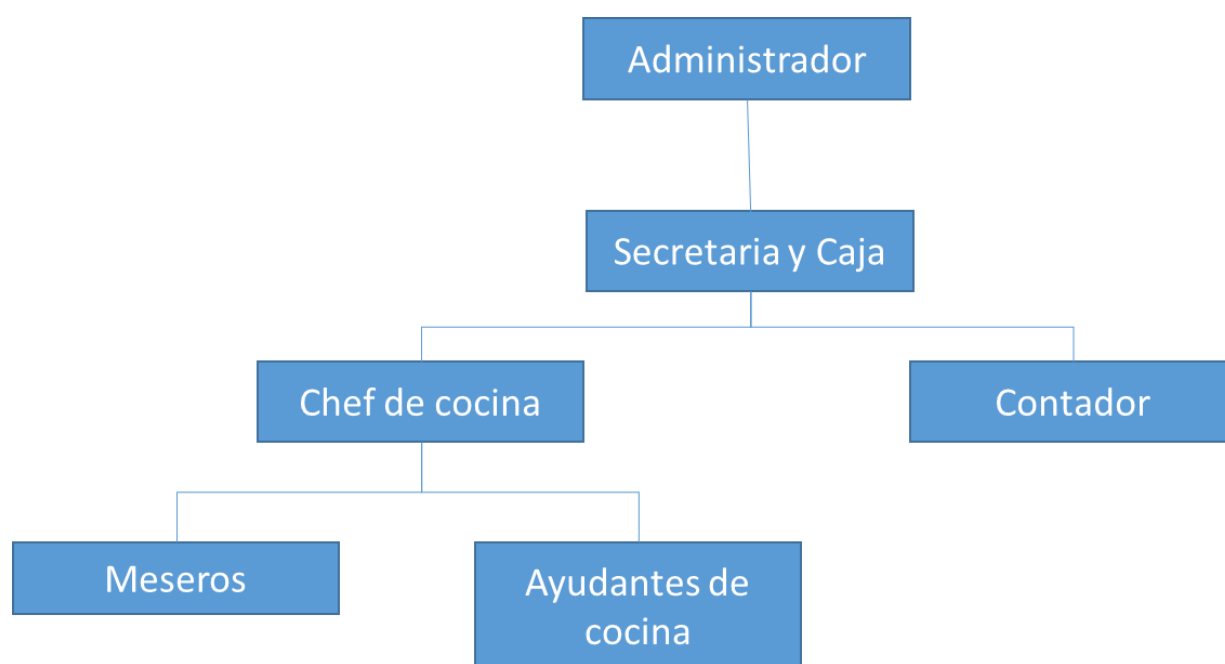 Administrador
Secretaria y Caja
Chef de cocina
Contador
Meseros
Ayudantes de
cocina